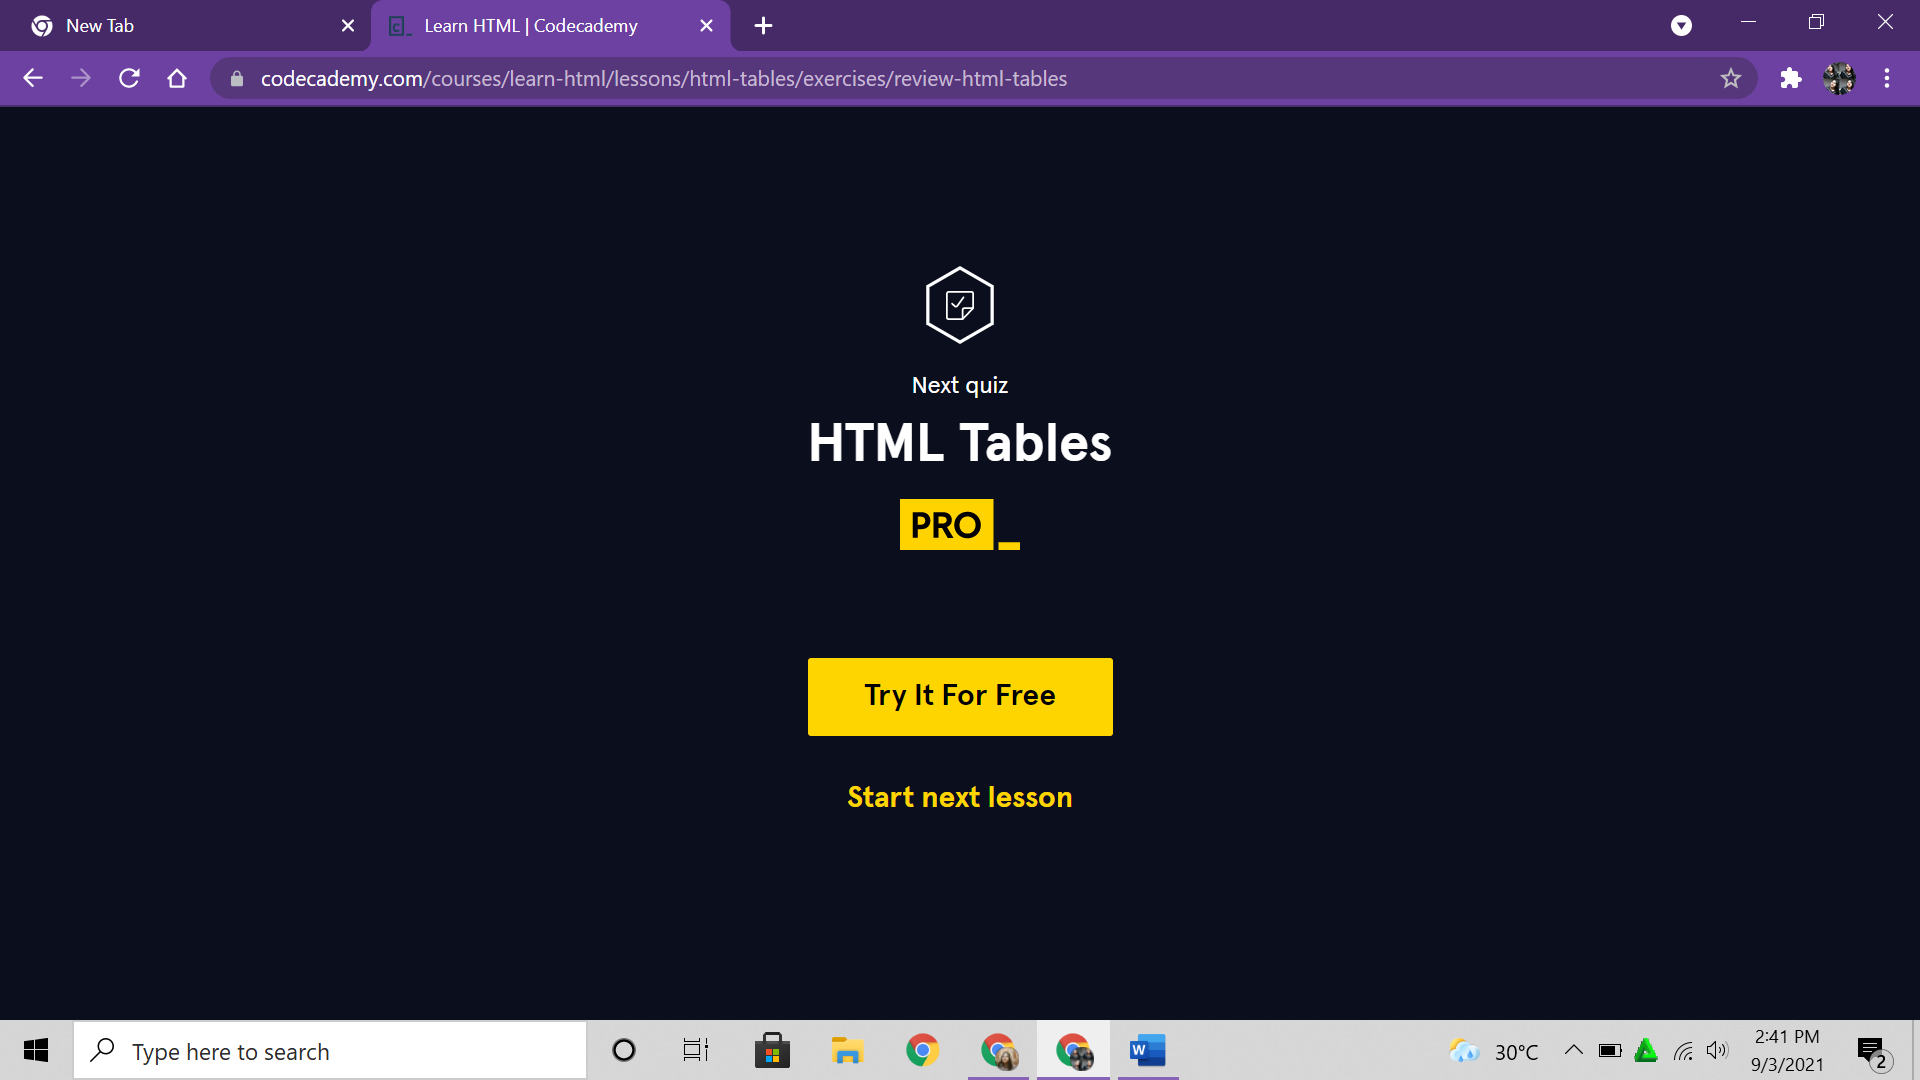 New Tab
Learn HTML | Codecademy
codecademy.com/courses/learn-html/lessons/html-tables/exercises/review-html-tables
Next quiz
HTML Tables
PRO_
Try It For Free
Start next lesson
Type here to search
W
30°C
2:41 PM
9/3/2021
2